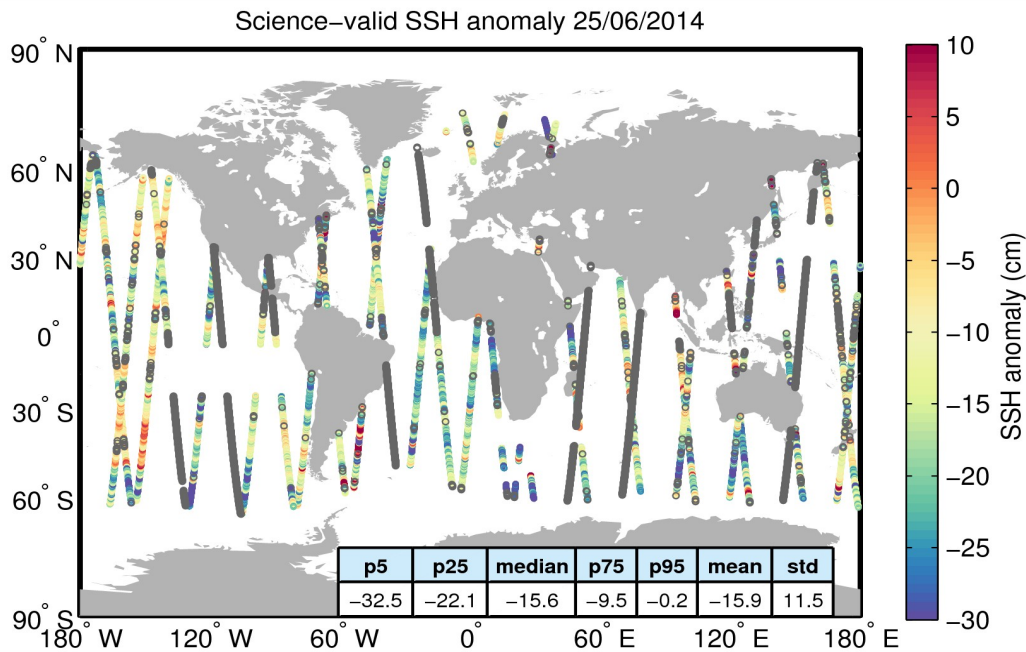 Science−valid SSH anomaly 25/06/2014
90° N
60° N
30° N
0°
30° S
60° S
90° S
180° W
120° W
60° W
0°
60° E
120° E
180° E
p5 p25 median p75 p95 mean std
−32.5 −22.1 −15.6 −9.5 −0.2 −15.9 11.5
10
5
0
−5
−10
−15
−20
−25
−30
SSH anomaly (cm)